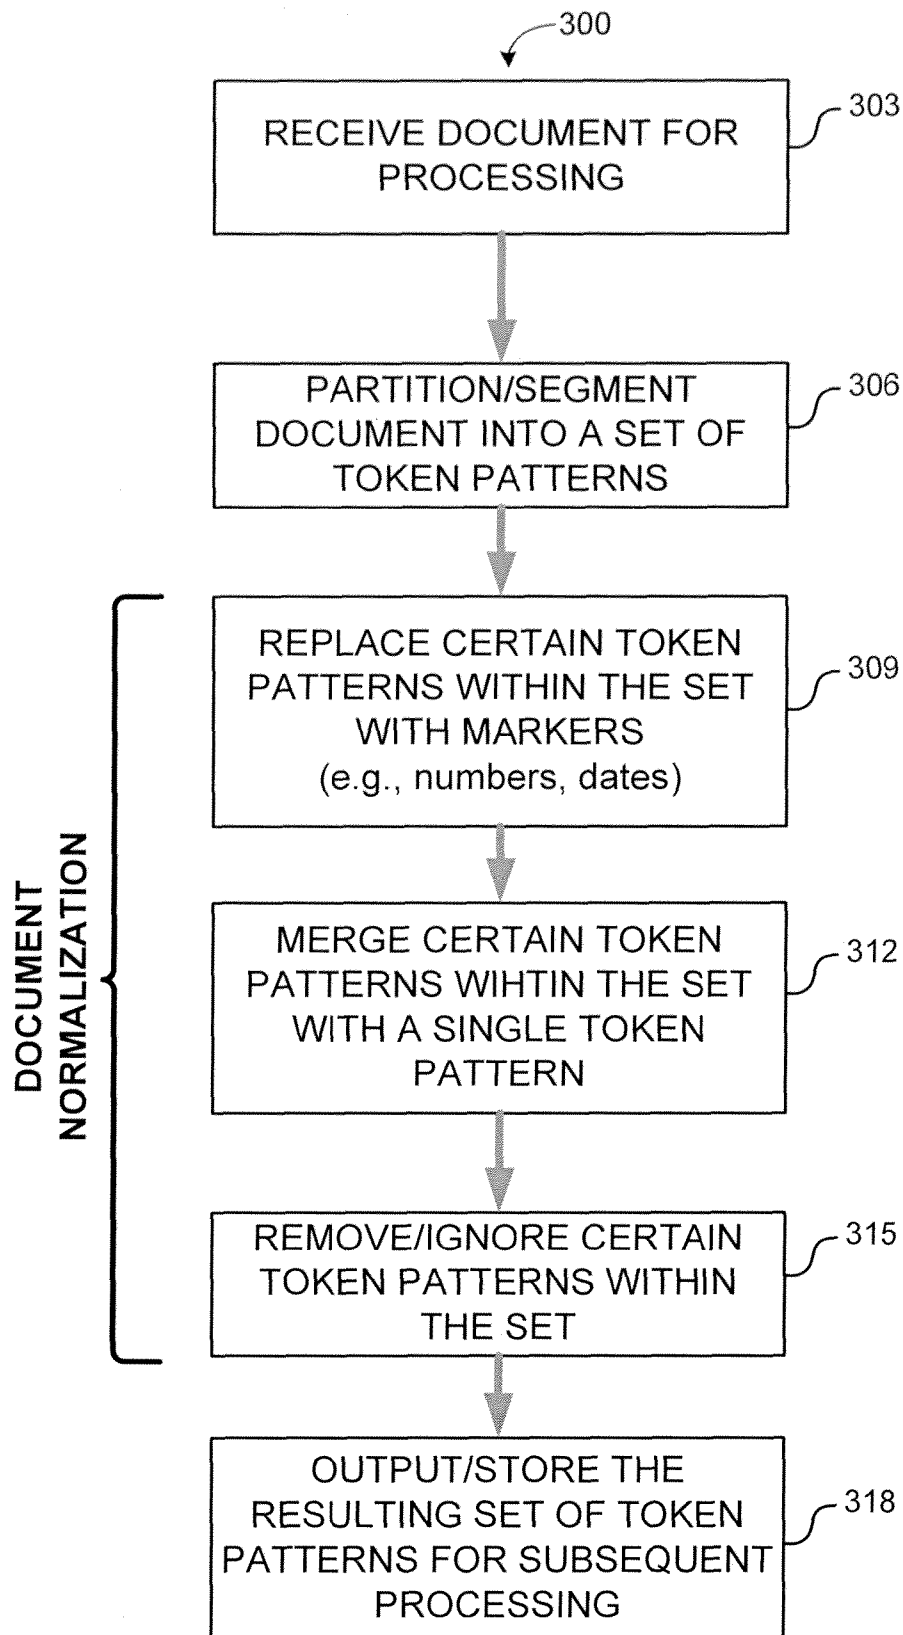 300
RECEIVE DOCUMENT FOR
PROCESSING
303
PARTITION/SEGMENT
DOCUMENT INTO A SET OF
TOKEN PATTERNS
306
DOCUMENT
NORMALIZATION
REPLACE CERTAIN TOKEN
PATTERNS WITHIN THE SET
WITH MARKERS
(e.g., numbers, dates)
309
MERGE CERTAIN TOKEN
PATTERNS WIHTIN THE SET
WITH A SINGLE TOKEN
PATTERN
312
REMOVE/IGNORE CERTAIN
TOKEN PATTERNS WITHIN
THE SET
315
OUTPUT/STORE THE
RESULTING SET OF TOKEN
PATTERNS FOR SUBSEQUENT
PROCESSING
318